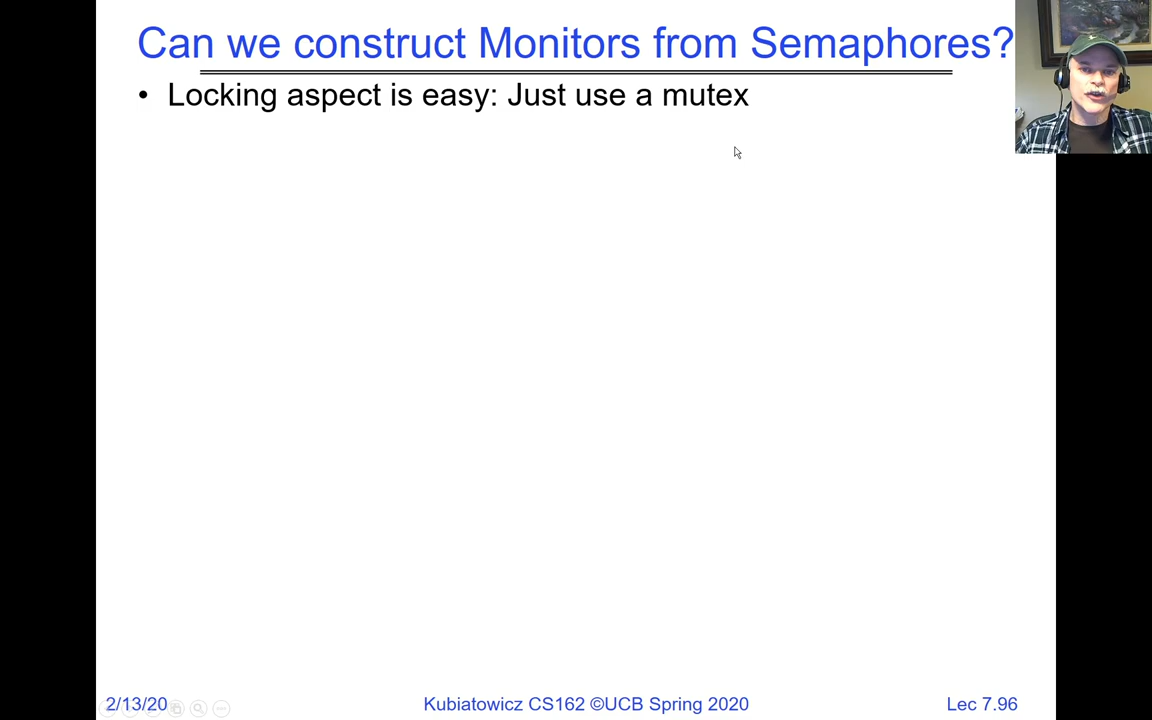 Can we construct Monitors from Semaphores?
• Locking aspect is easy: Just use a mutex
2/13/20
Kubiatowicz CS162 ©UCB Spring 2020
Lec 7.96